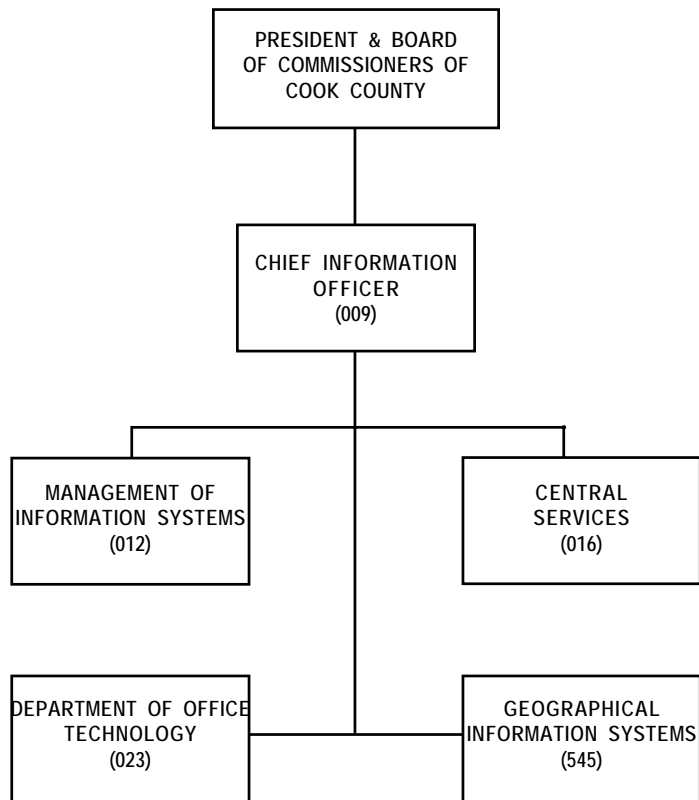 PRESIDENT & BOARD
OF COMMISSIONERS OF
COOK COUNTY
CHIEF INFORMATION
OFFICER
(009)
MANAGEMENT OF
INFORMATION SYSTEMS
(012)
CENTRAL
SERVICES
(016)
DEPARTMENT OF OFFICE
TECHNOLOGY
(023)
GEOGRAPHICAL
INFORMATION SYSTEMS
(545)